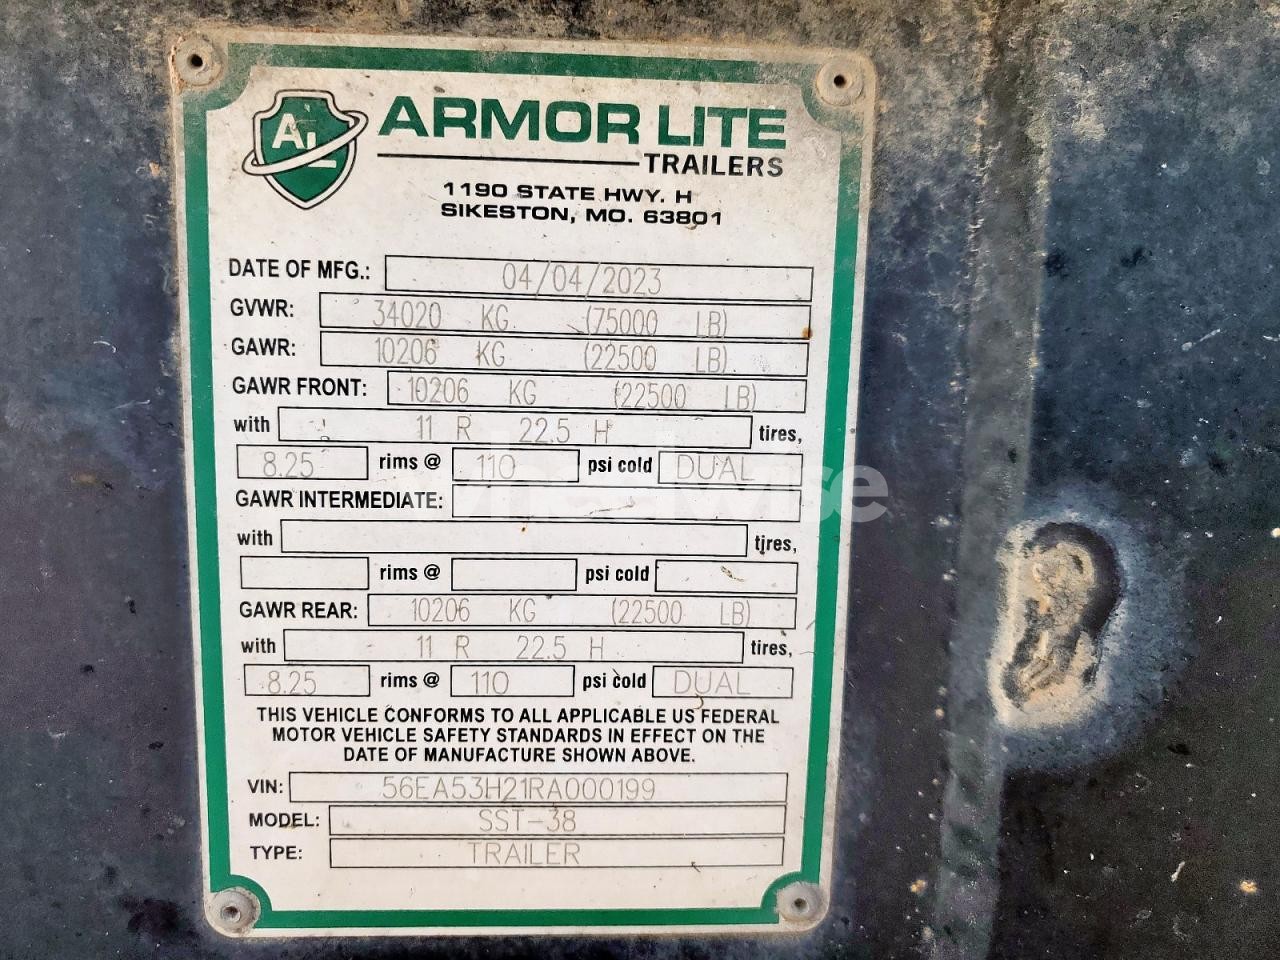 AL
ARMOR LITE
TRAILERS
1190 STATE HWY. H
SIKESTON, MO. 63801
DATE OF MFG.: 04/04/2023
GVWR: 34020 KG (75000 LB)
GAWR: 10206 KG (22500 LB)
GAWR FRONT: 10206 KG (22500 LB)
with 11 R 22.5 H tires,
8.25 rims @ 110 psi cold DUAL
GAWR INTERMEDIATE:
with tires,
rims @ psi cold
GAWR REAR: 10206 KG (22500 LB)
with 11 R 22.5 H tires,
8.25 rims @ 110 psi cold DUAL
THIS VEHICLE CONFORMS TO ALL APPLICABLE US FEDERAL
MOTOR VEHICLE SAFETY STANDARDS IN EFFECT ON THE
DATE OF MANUFACTURE SHOWN ABOVE.
VIN: 56EA53H21RA000199
MODEL: SST-38
TYPE: TRAILER